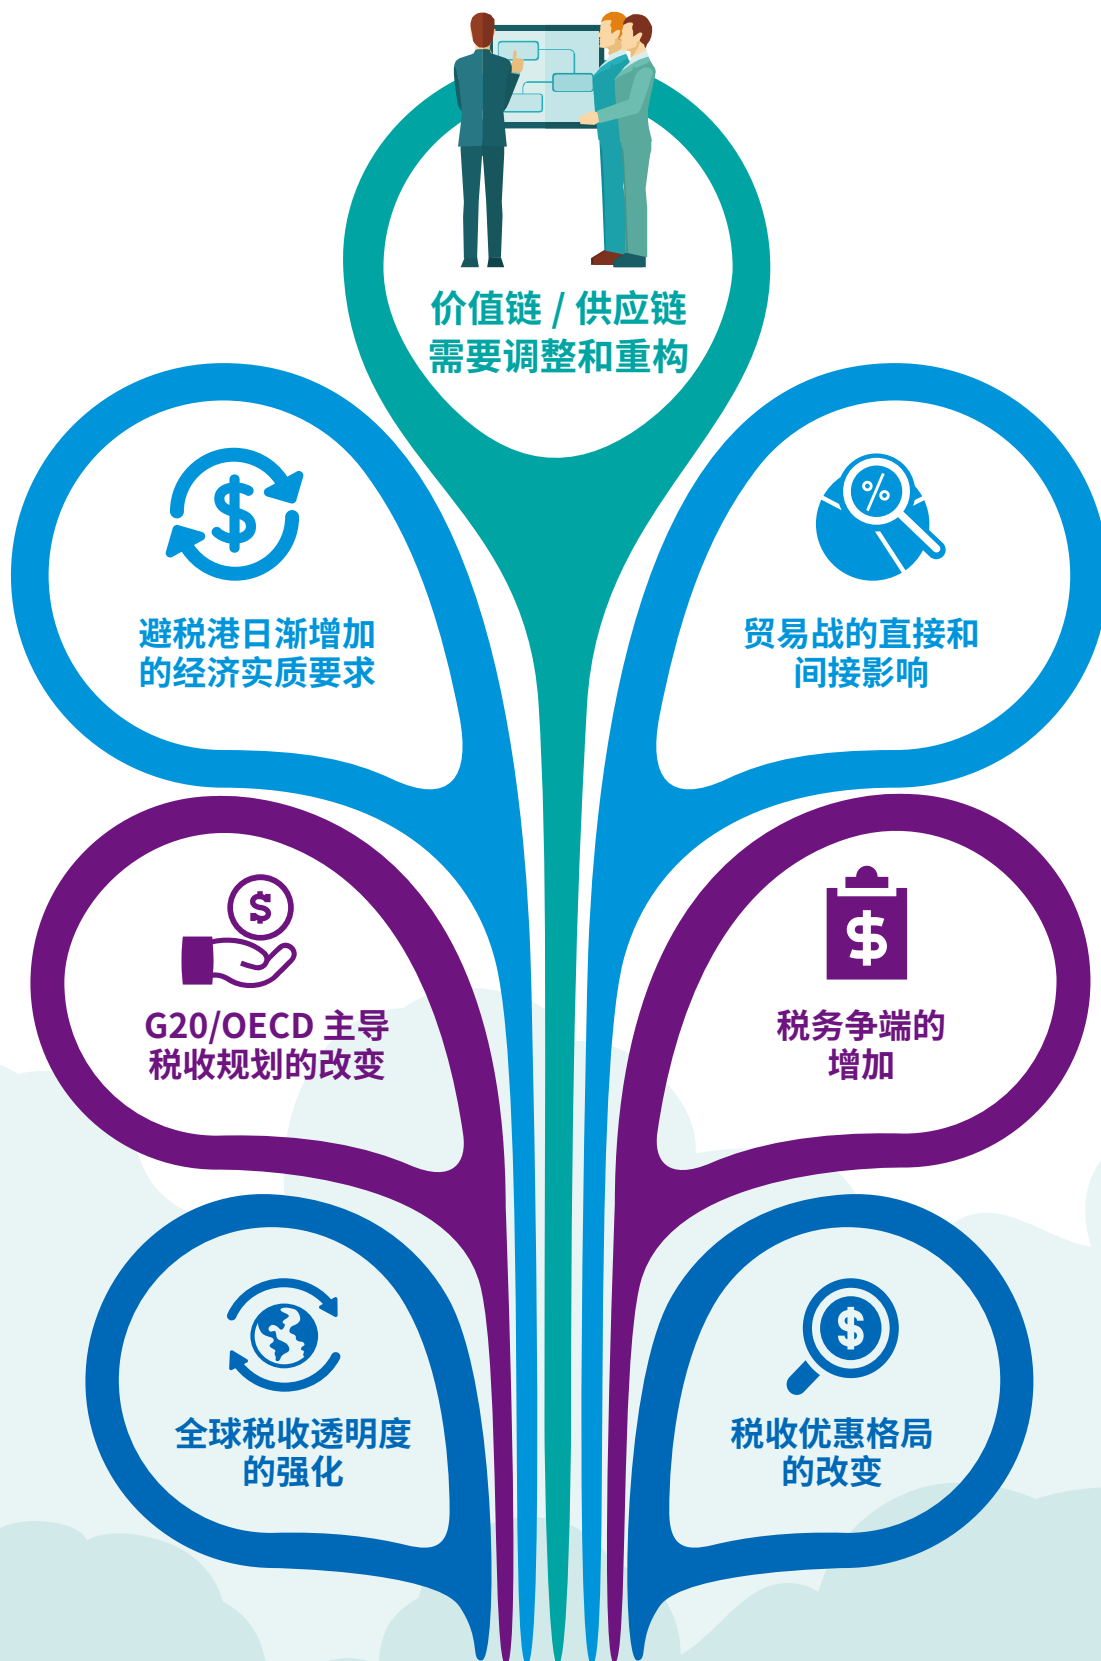 价值链 / 供应链
需要调整和重构
避税港日渐增加
的经济实质要求
贸易战的直接和
间接影响
G20/OECD 主导
税收规划的改变
税务争端的
增加
全球税收透明度
的强化
税收优惠格局
的改变